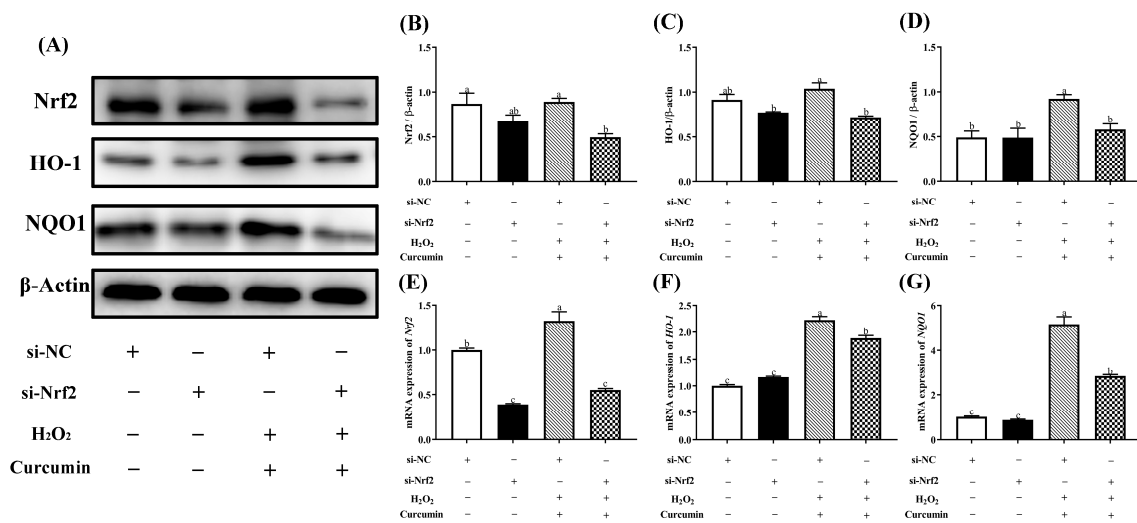 (A)
Nrf2
HO-1
NQO1
β-Actin
si-NC + – + –
si-Nrf2 – + – +
H₂O₂ – – + +
Curcumin – – + +
(B)
Nrf2 / β-actin
1.5
1.0
0.5
0.0
a ab a b
si-NC + – + –
si-Nrf2 – + – +
H₂O₂ – – + +
Curcumin – – + +
(C)
HO-1/β-actin
1.5
1.0
0.5
0.0
ab b a b
si-NC + – + –
si-Nrf2 – + – +
H₂O₂ – – + +
Curcumin – – + +
(D)
NQO1 / β-actin
1.5
1.0
0.5
0.0
b b a b
si-NC + – + –
si-Nrf2 – + – +
H₂O₂ – – + +
Curcumin – – + +
(E)
mRNA expression of Nrf2
1.5
1.0
0.5
0.0
b c a c
si-NC + – + –
si-Nrf2 – + – +
H₂O₂ – – + +
Curcumin – – + +
(F)
mRNA expression of HO-1
2.5
2.0
1.5
1.0
0.5
0.0
c c a b
si-NC + – + –
si-Nrf2 – + – +
H₂O₂ – – + +
Curcumin – – + +
(G)
mRNA expression of NQO1
6
4
2
0
c c a b
si-NC + – + –
si-Nrf2 – + – +
H₂O₂ – – + +
Curcumin – – + +